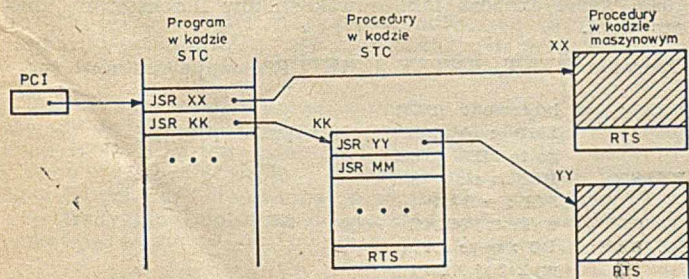 Program
w kodzie
STC
Procedury
w kodzie
STC
Procedury
w kodzie
maszynowym
PCI
JSR XX
JSR KK
• • •
KK
JSR YY
JSR MM
• • •
RTS
XX
RTS
YY
RTS